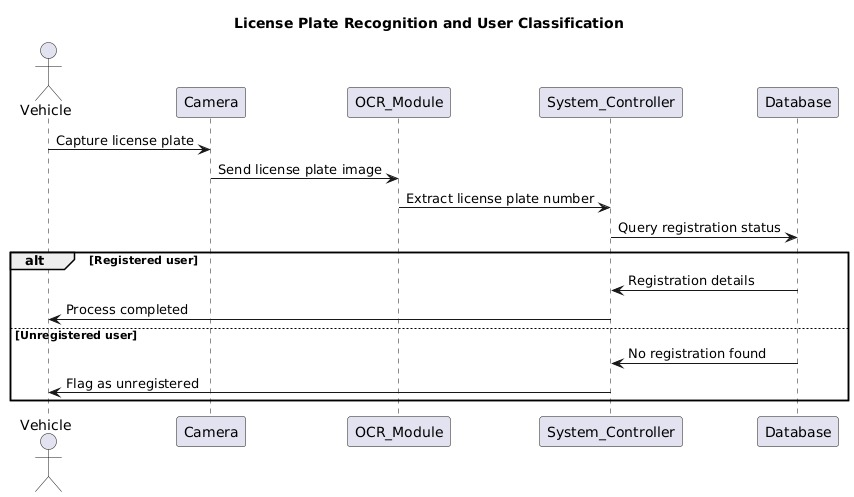 License Plate Recognition and User Classification
Vehicle
Camera
OCR_Module
System_Controller
Database
Capture license plate
Send license plate image
Extract license plate number
Query registration status
alt
[Registered user]
Registration details
Process completed
[Unregistered user]
No registration found
Flag as unregistered
Vehicle
Camera
OCR_Module
System_Controller
Database